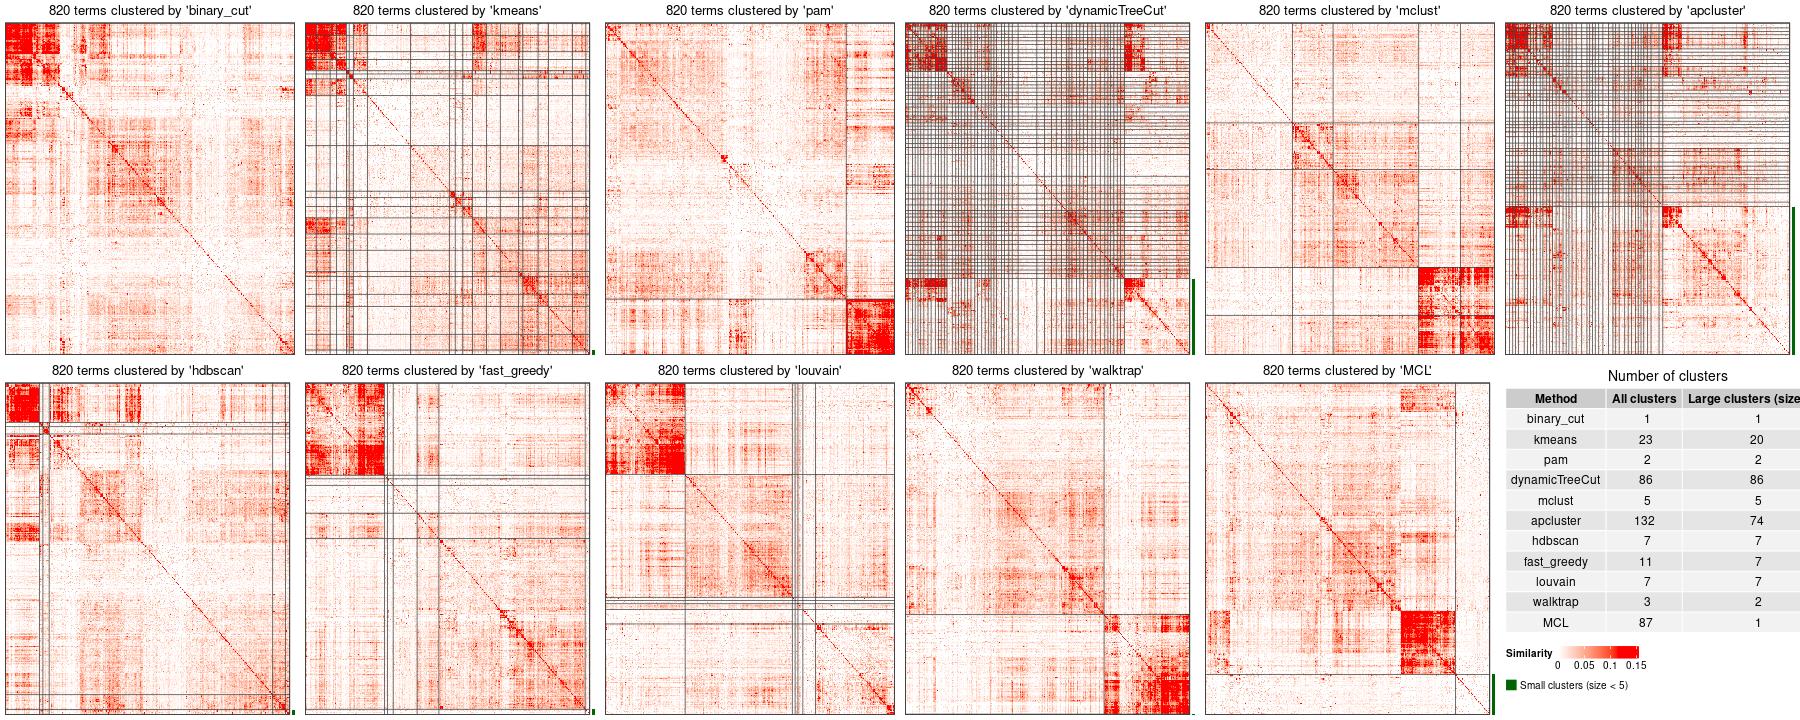 820 terms clustered by 'binary_cut'
820 terms clustered by 'kmeans'
820 terms clustered by 'pam'
820 terms clustered by 'dynamicTreeCut'
820 terms clustered by 'mclust'
820 terms clustered by 'apcluster'
820 terms clustered by 'hdbscan'
820 terms clustered by 'fast_greedy'
820 terms clustered by 'louvain'
820 terms clustered by 'walktrap'
820 terms clustered by 'MCL'
Number of clusters
Method All clusters Large clusters (size
binary_cut 1 1
kmeans 23 20
pam 2 2
dynamicTreeCut 86 86
mclust 5 5
apcluster 132 74
hdbscan 7 7
fast_greedy 11 7
louvain 7 7
walktrap 3 2
MCL 87 1
Similarity
0 0.05 0.1 0.15
Small clusters (size < 5)